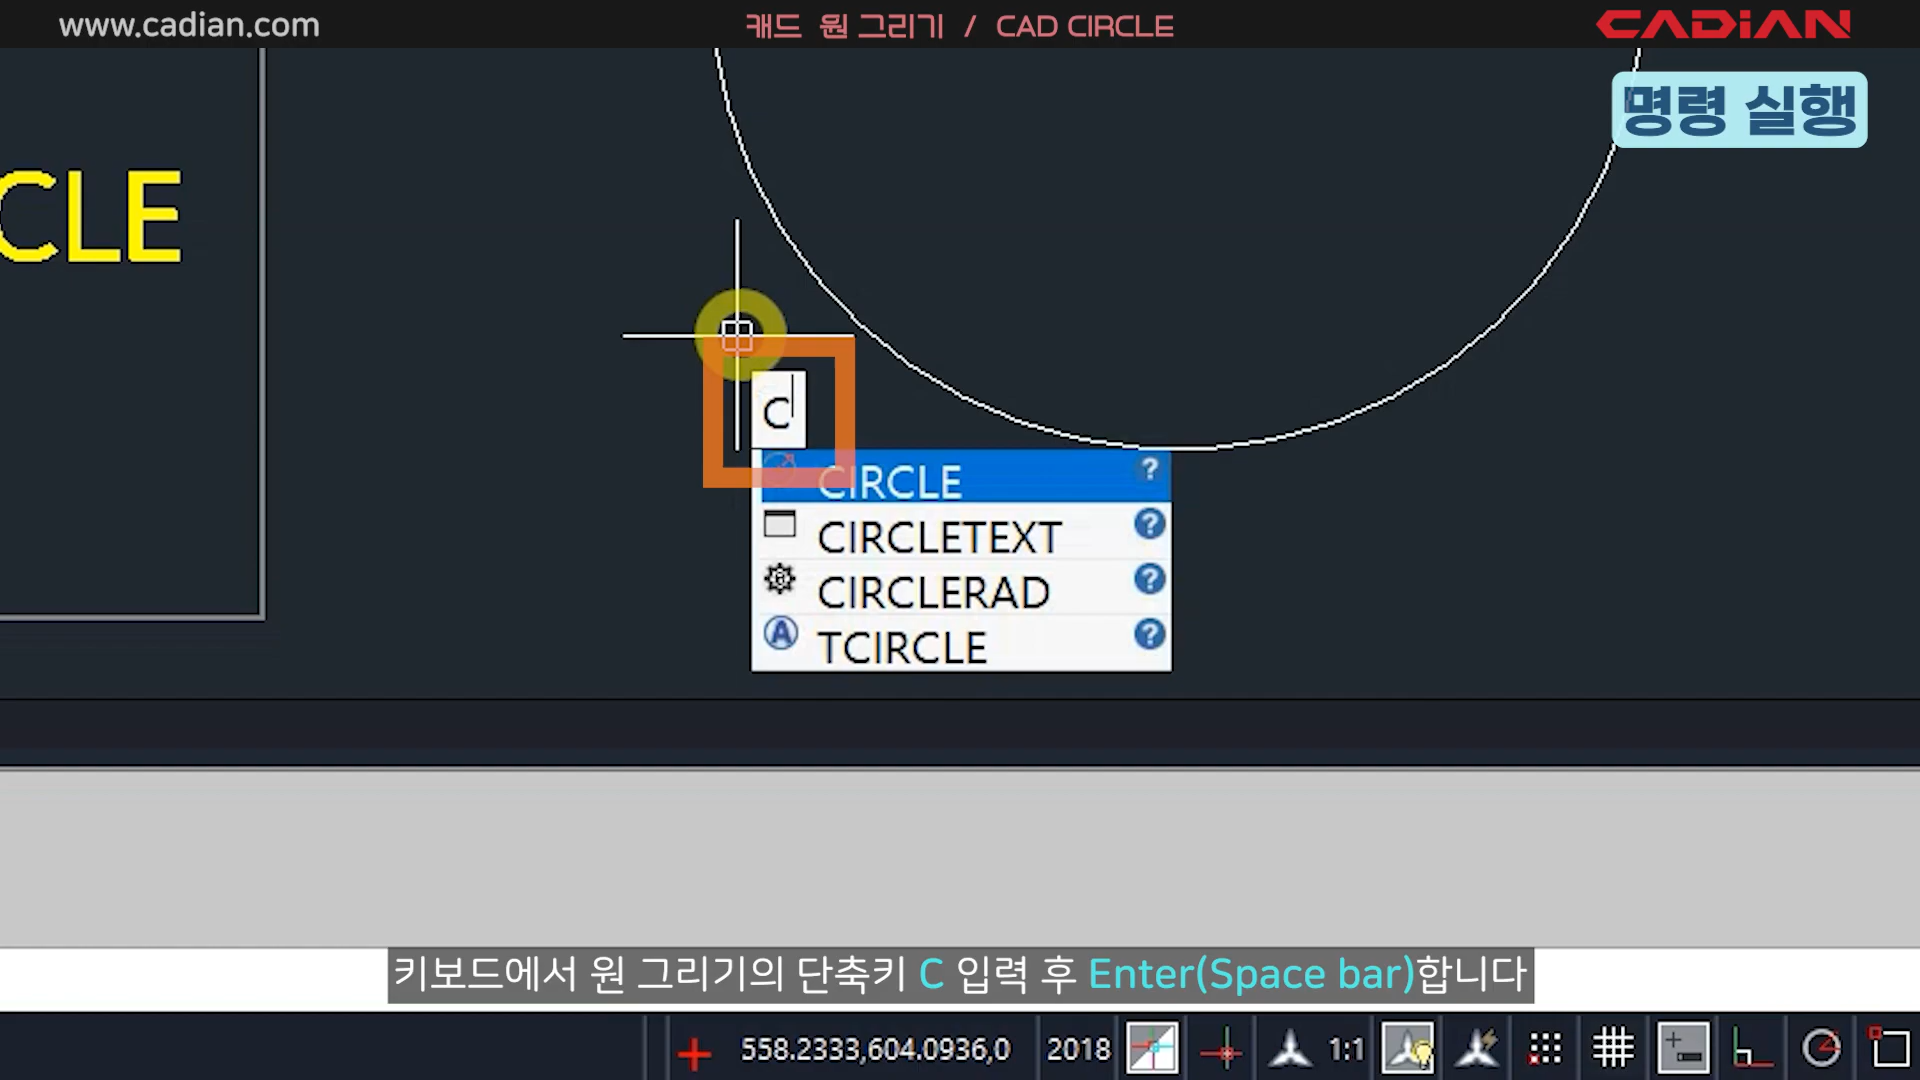 www.cadian.com
캐드 원 그리기 / CAD CIRCLE
CADiAN
명령 실행
CLE
C
CIRCLE ?
CIRCLETEXT ?
CIRCLERAD ?
TCIRCLE ?
키보드에서 원 그리기의 단축키 C 입력 후 Enter(Space bar)합니다
558.2333,604.0936,0 2018 1:1